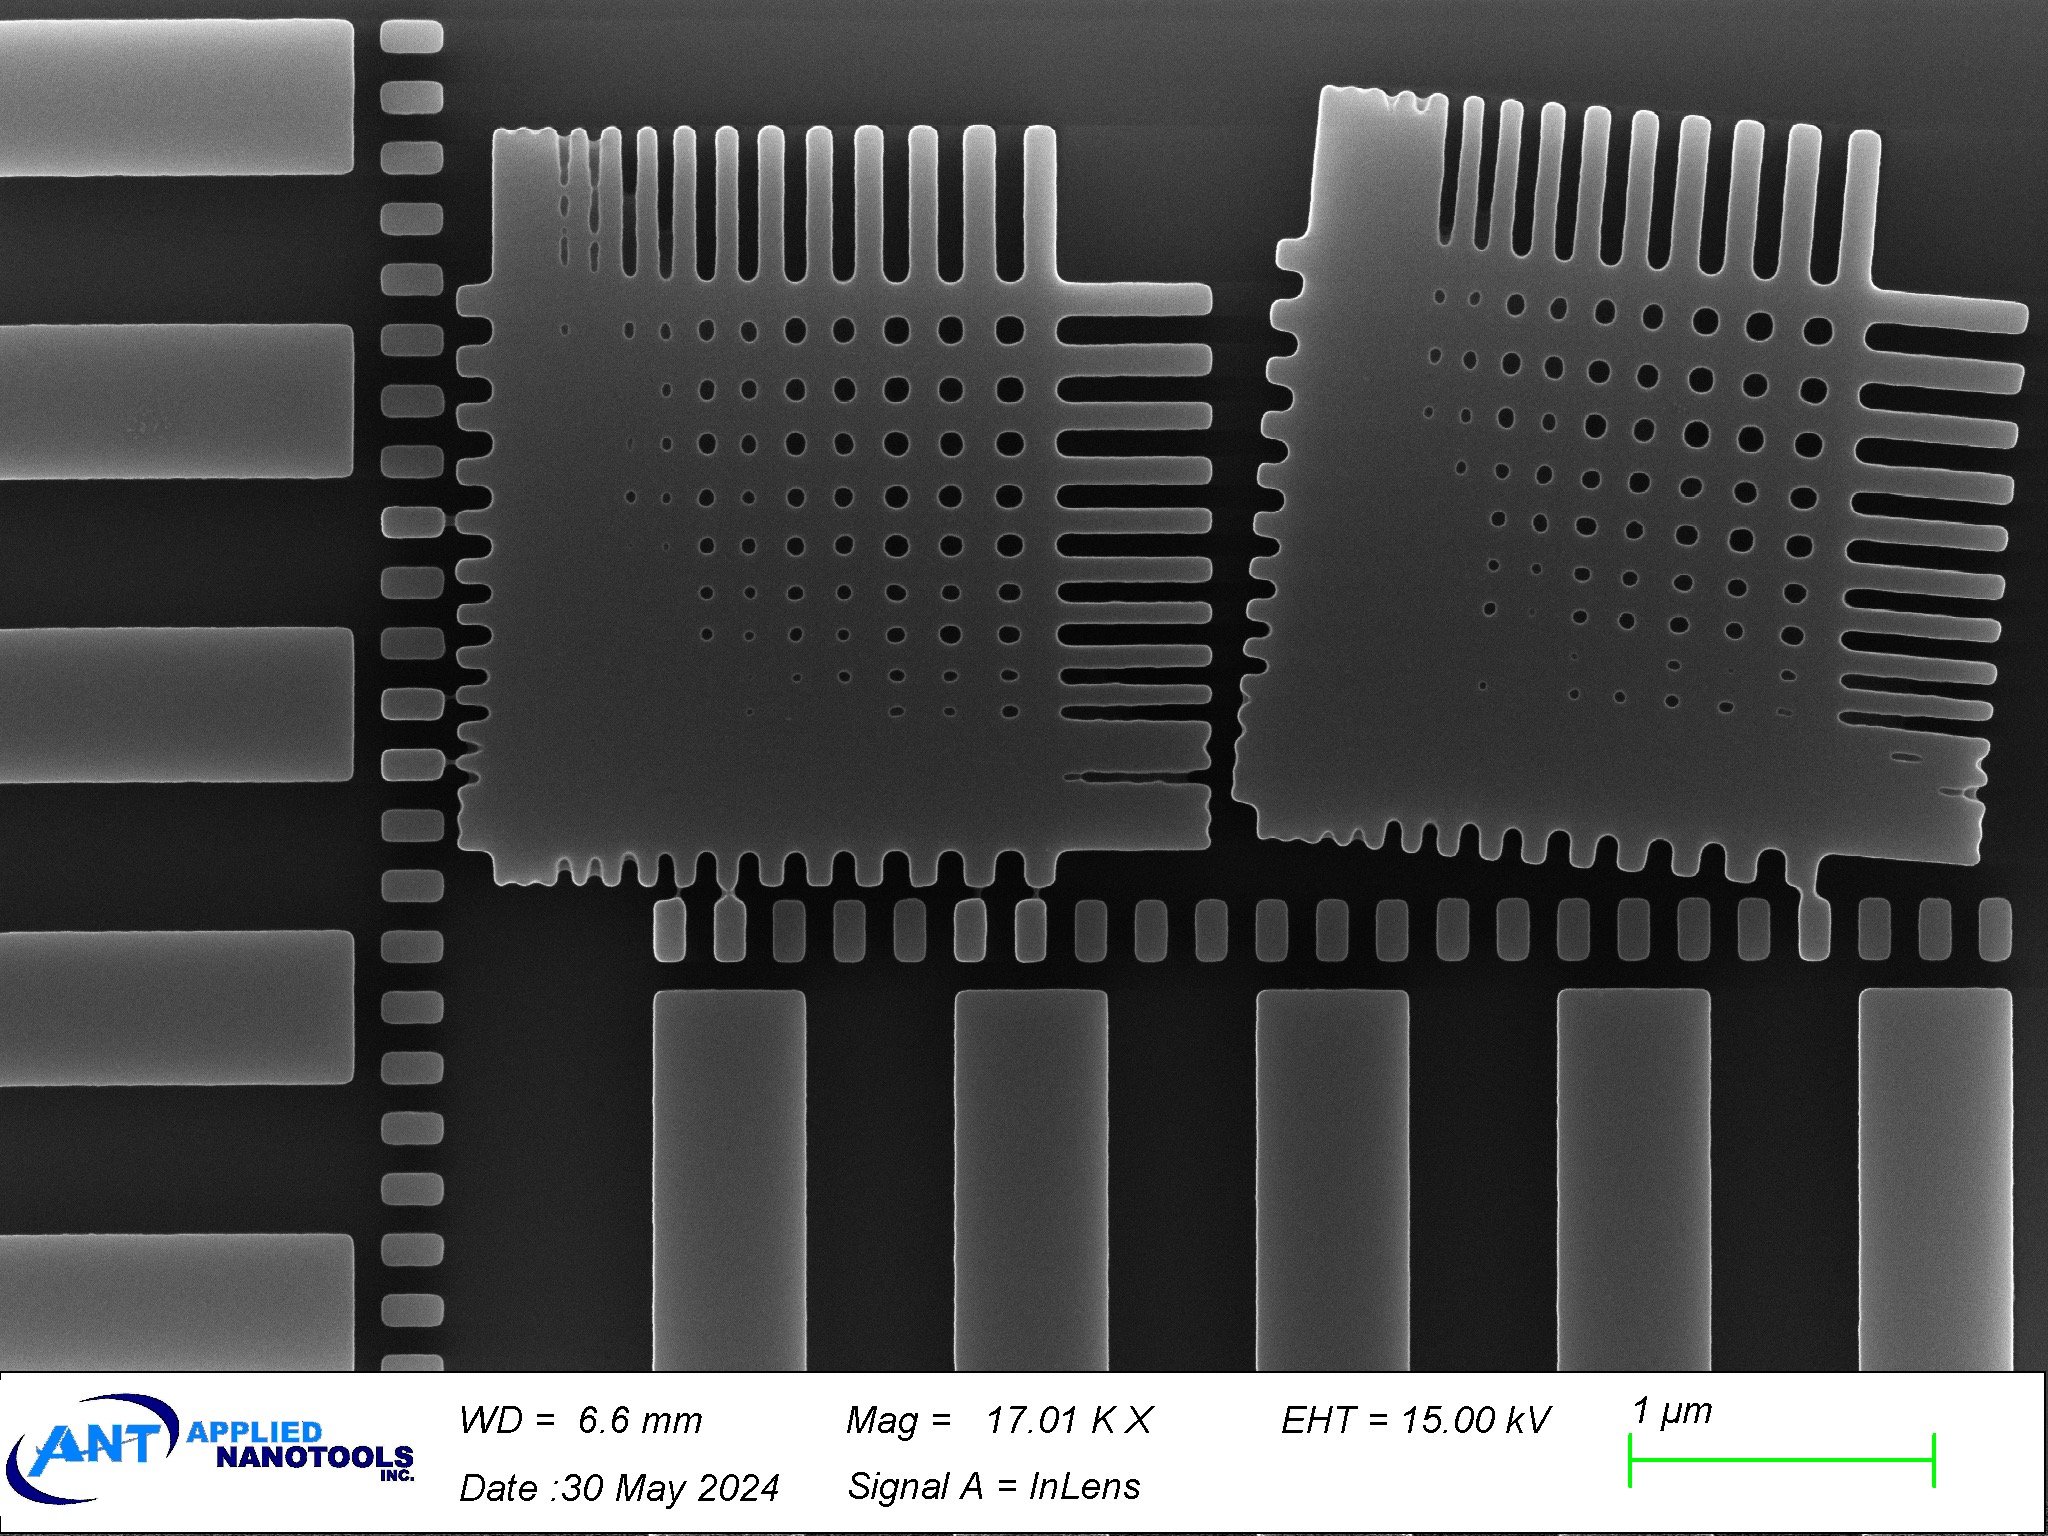 ANT APPLIED
NANOTOOLS
INC.
WD = 6.6 mm Mag = 17.01 K X EHT = 15.00 kV 1 µm
Date :30 May 2024 Signal A = InLens